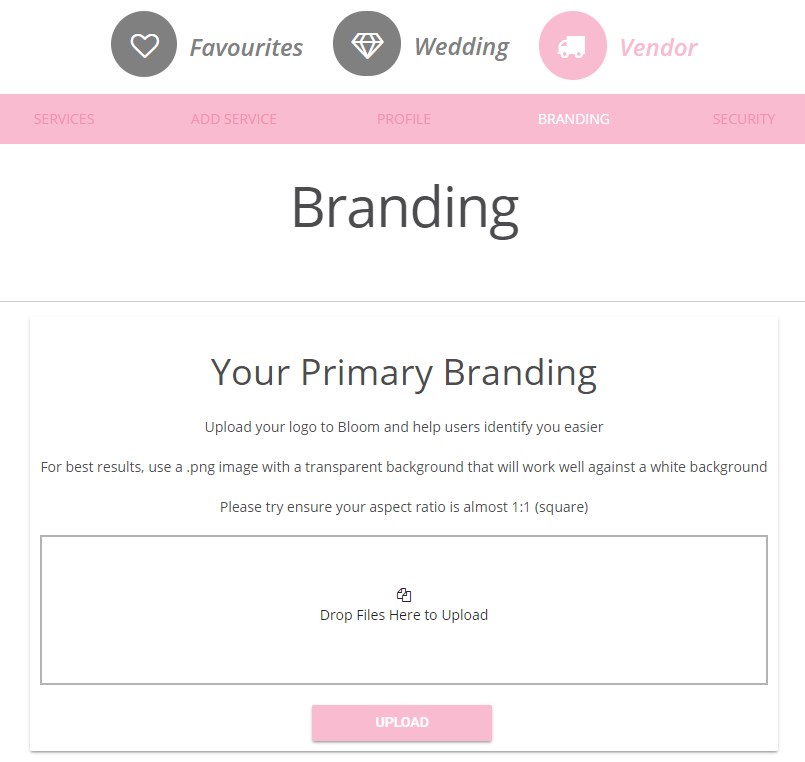 Favourites Wedding Vendor
SERVICES ADD SERVICE PROFILE BRANDING SECURITY
Branding
Your Primary Branding
Upload your logo to Bloom and help users identify you easier
For best results, use a .png image with a transparent background that will work well against a white background
Please try ensure your aspect ratio is almost 1:1 (square)
Drop Files Here to Upload
UPLOAD